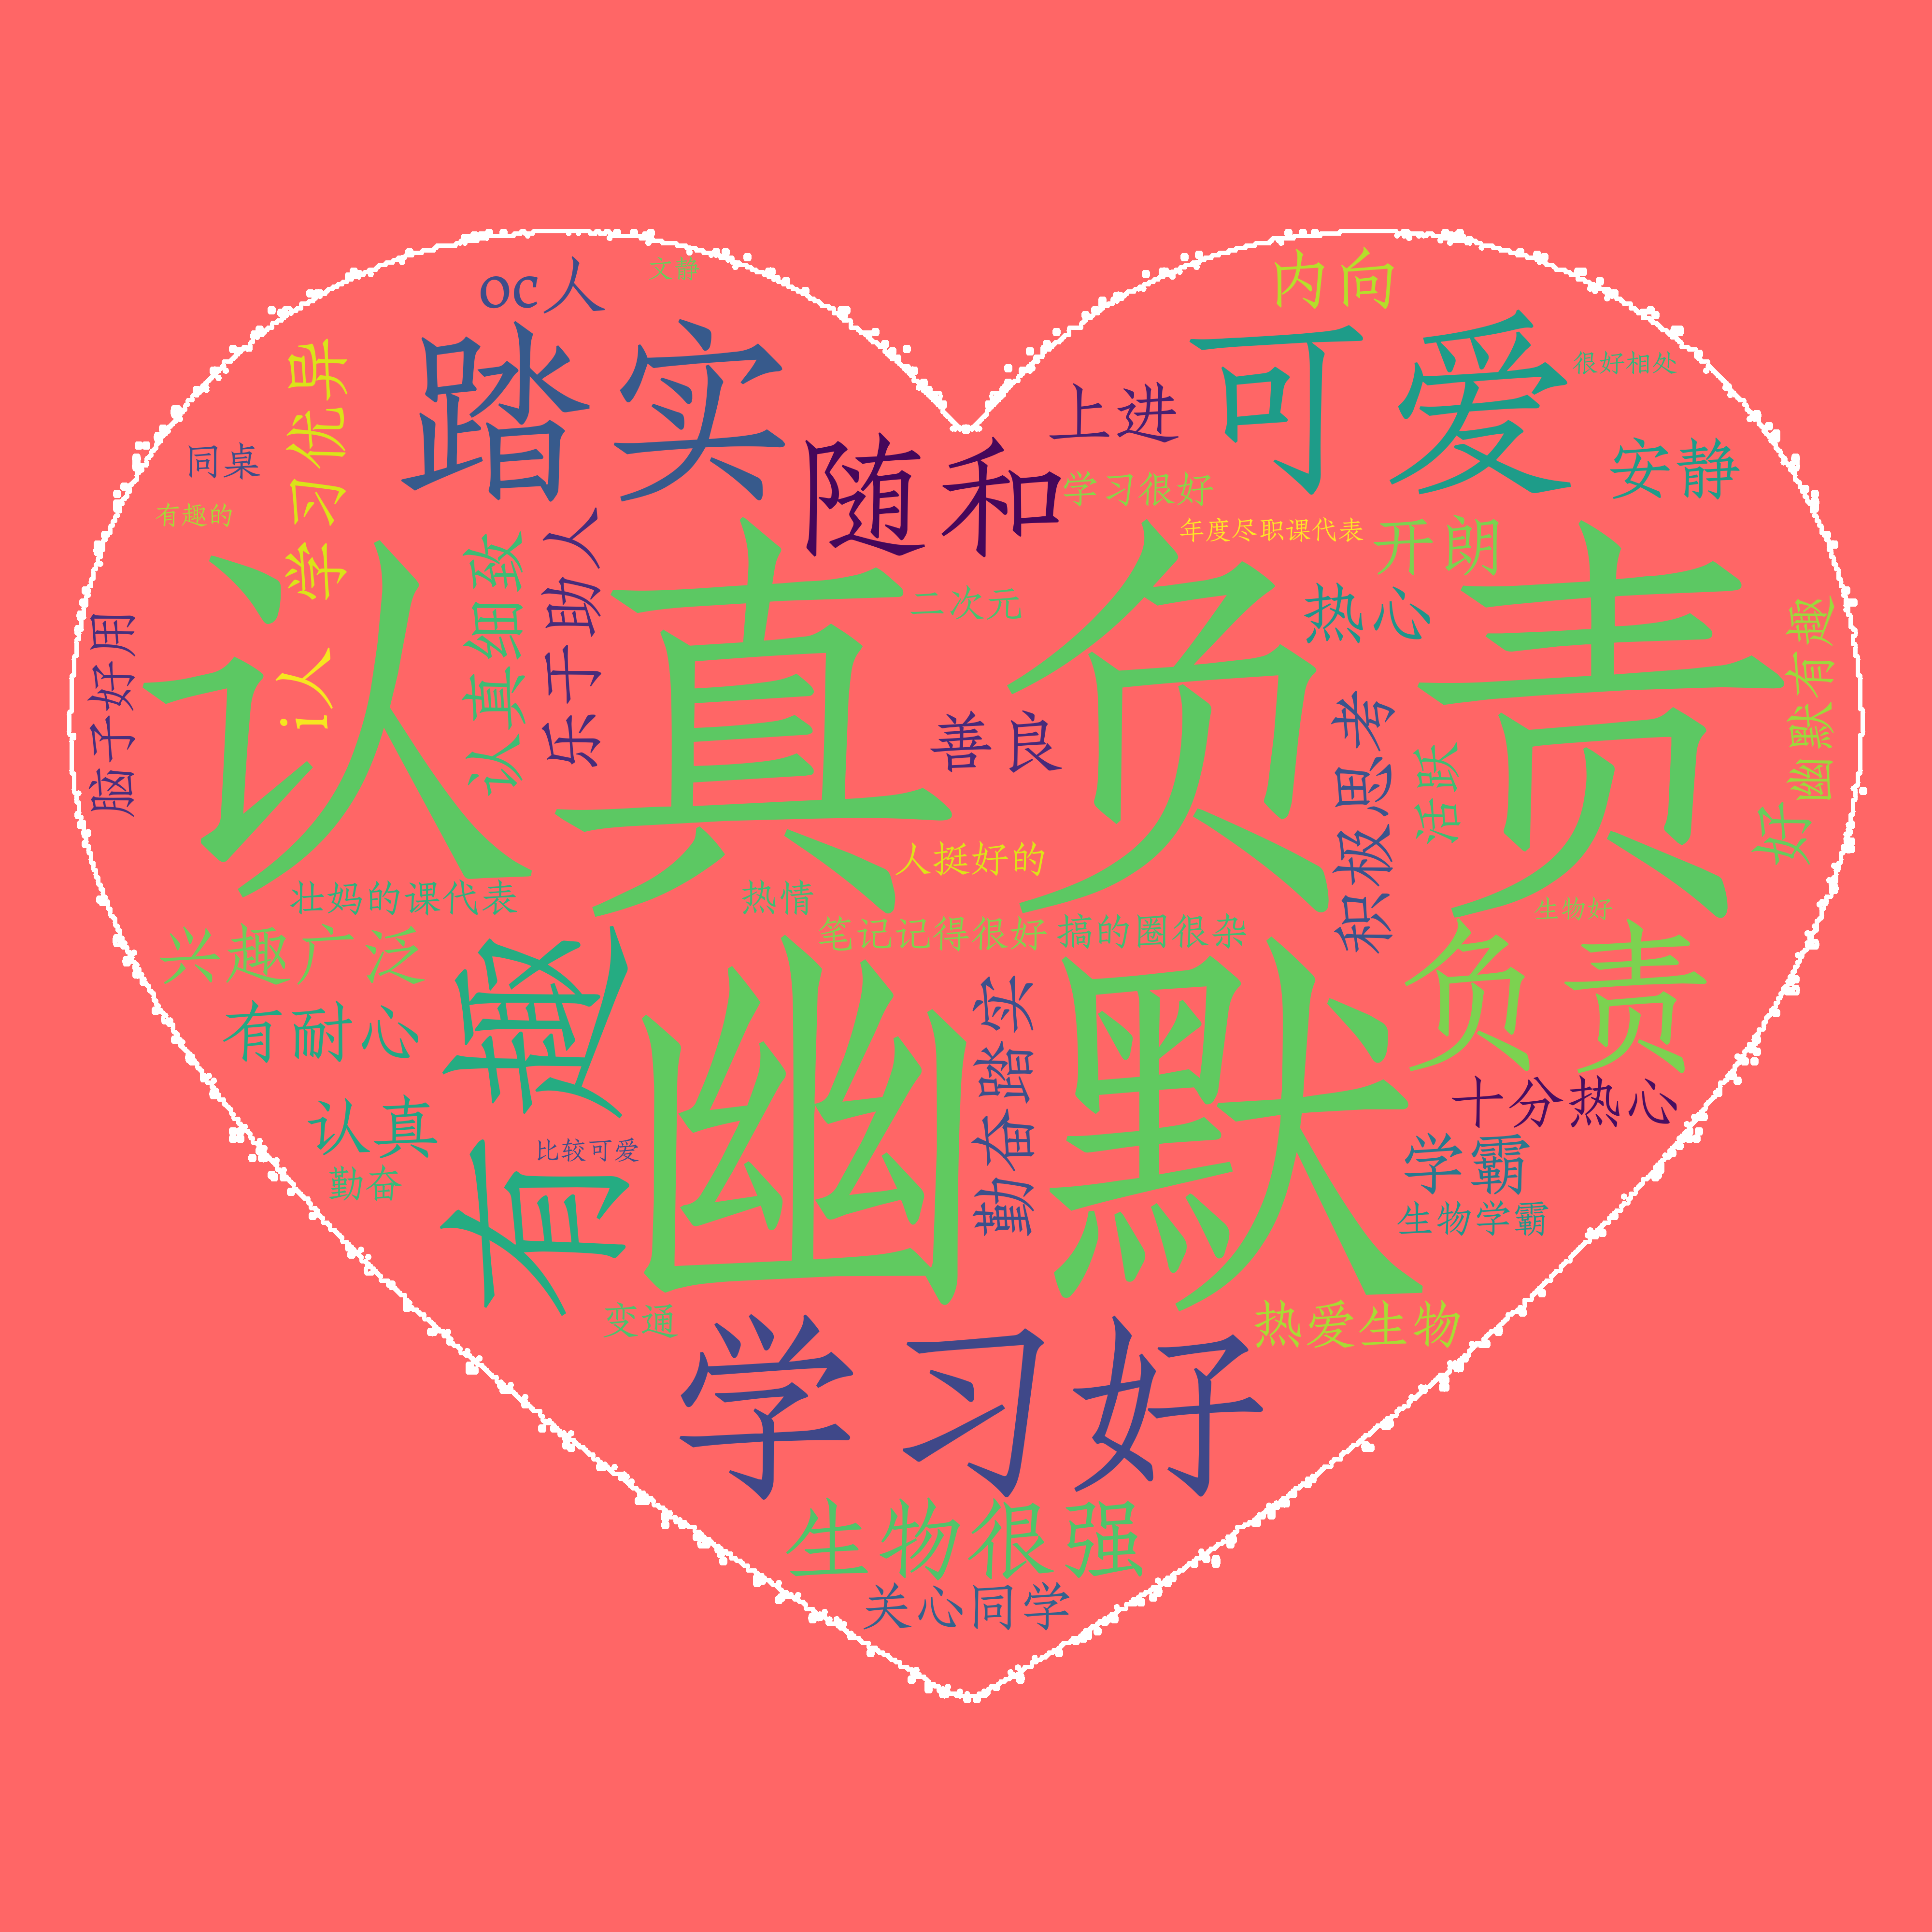 文静
oc人
内向
踏实
可爱
很好相处
学习优异
上进
同桌
随和
安静
学习很好
有趣的
年度尽职课代表
开朗
认真负责
认真细致
乐于助人
二次元
热心
脑子好用
i人
善良
积极思考
活跃
幽默有趣
好
人挺好的
壮妈的课代表
热情
生物好
笔记记得很好
搞的圈很杂
兴趣广泛
有趣
幽默
负责
有耐心
勤奋踏实
认真
十分热心
比较可爱
学霸
勤奋
生物学霸
变通
热爱生物
学习好
生物很强
关心同学